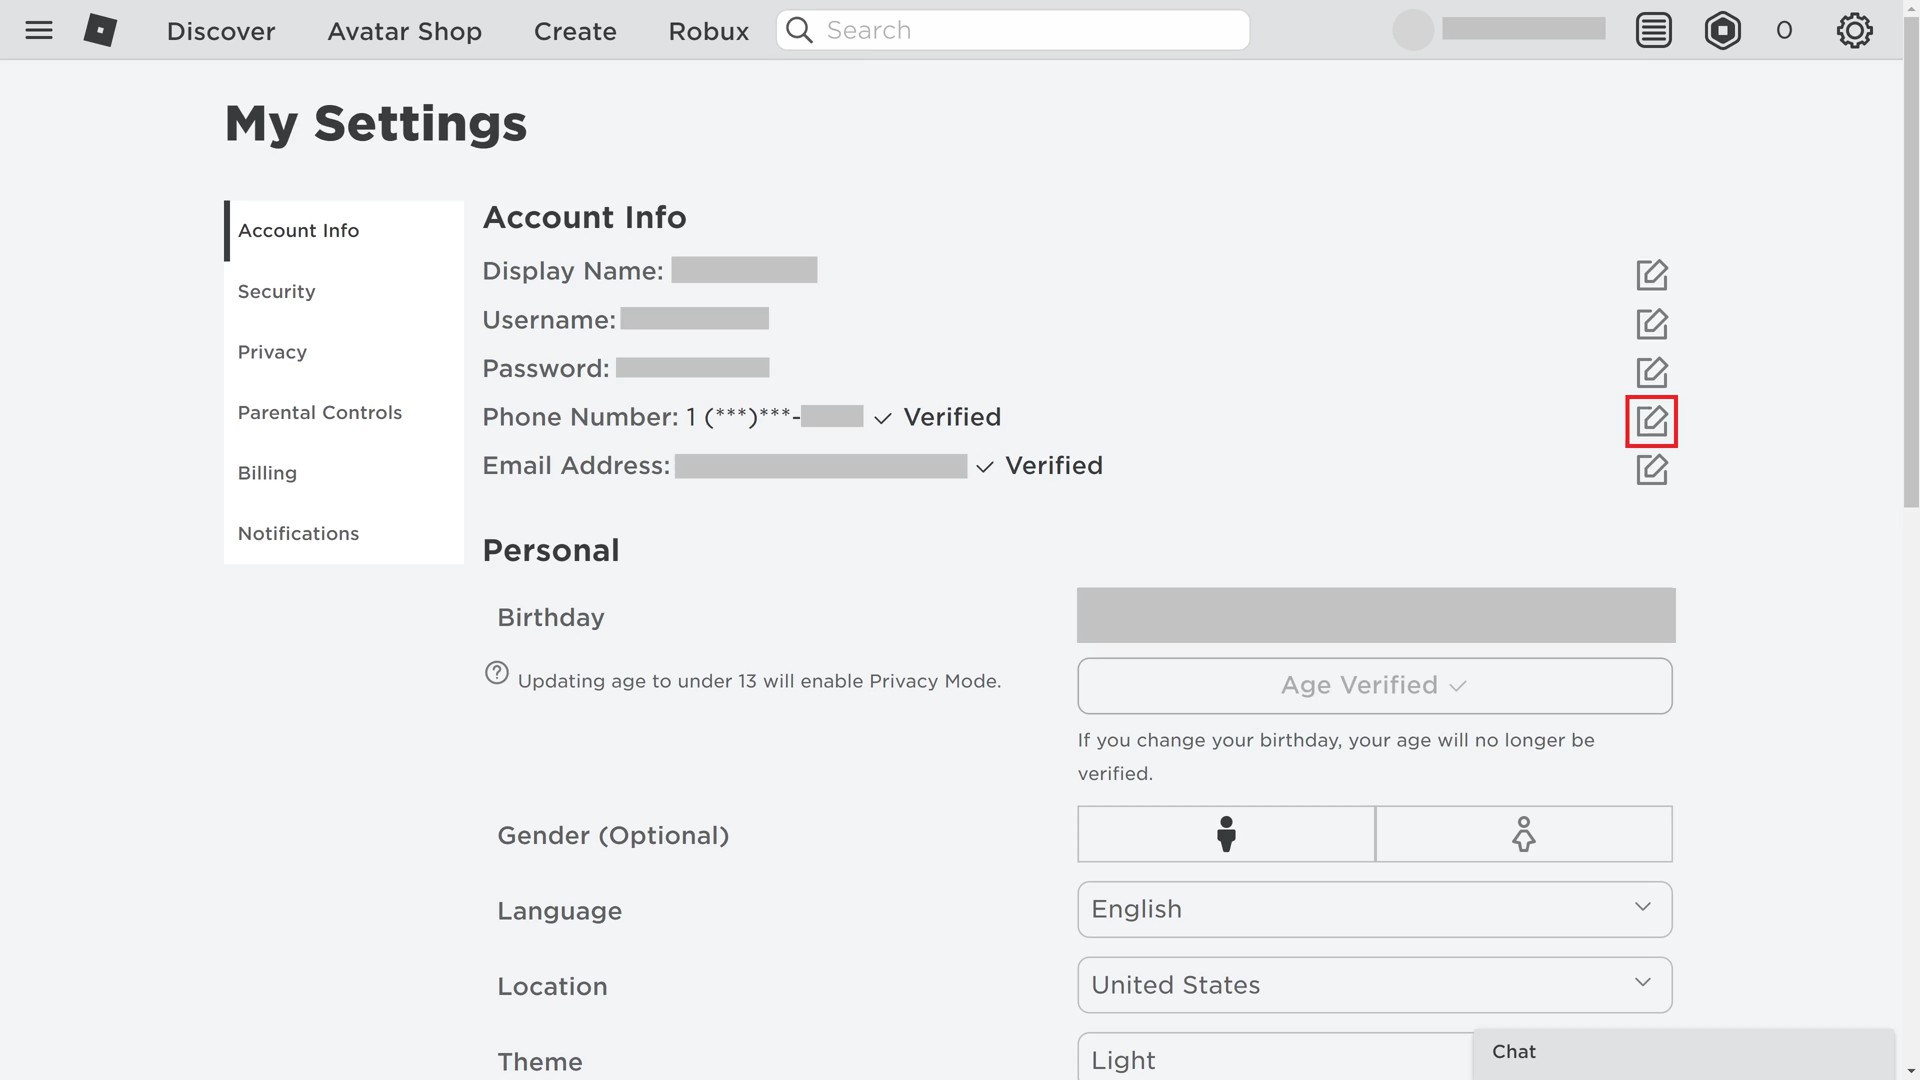 Discover Avatar Shop Create Robux Search 0
My Settings
Account Info
Security
Privacy
Parental Controls
Billing
Notifications
Account Info
Display Name:
Username:
Password:
Phone Number: 1 (***)***- Verified
Email Address: Verified
Personal
Birthday
Updating age to under 13 will enable Privacy Mode.
Age Verified
If you change your birthday, your age will no longer be
verified.
Gender (Optional)
Language English
Location United States
Theme Light
Chat